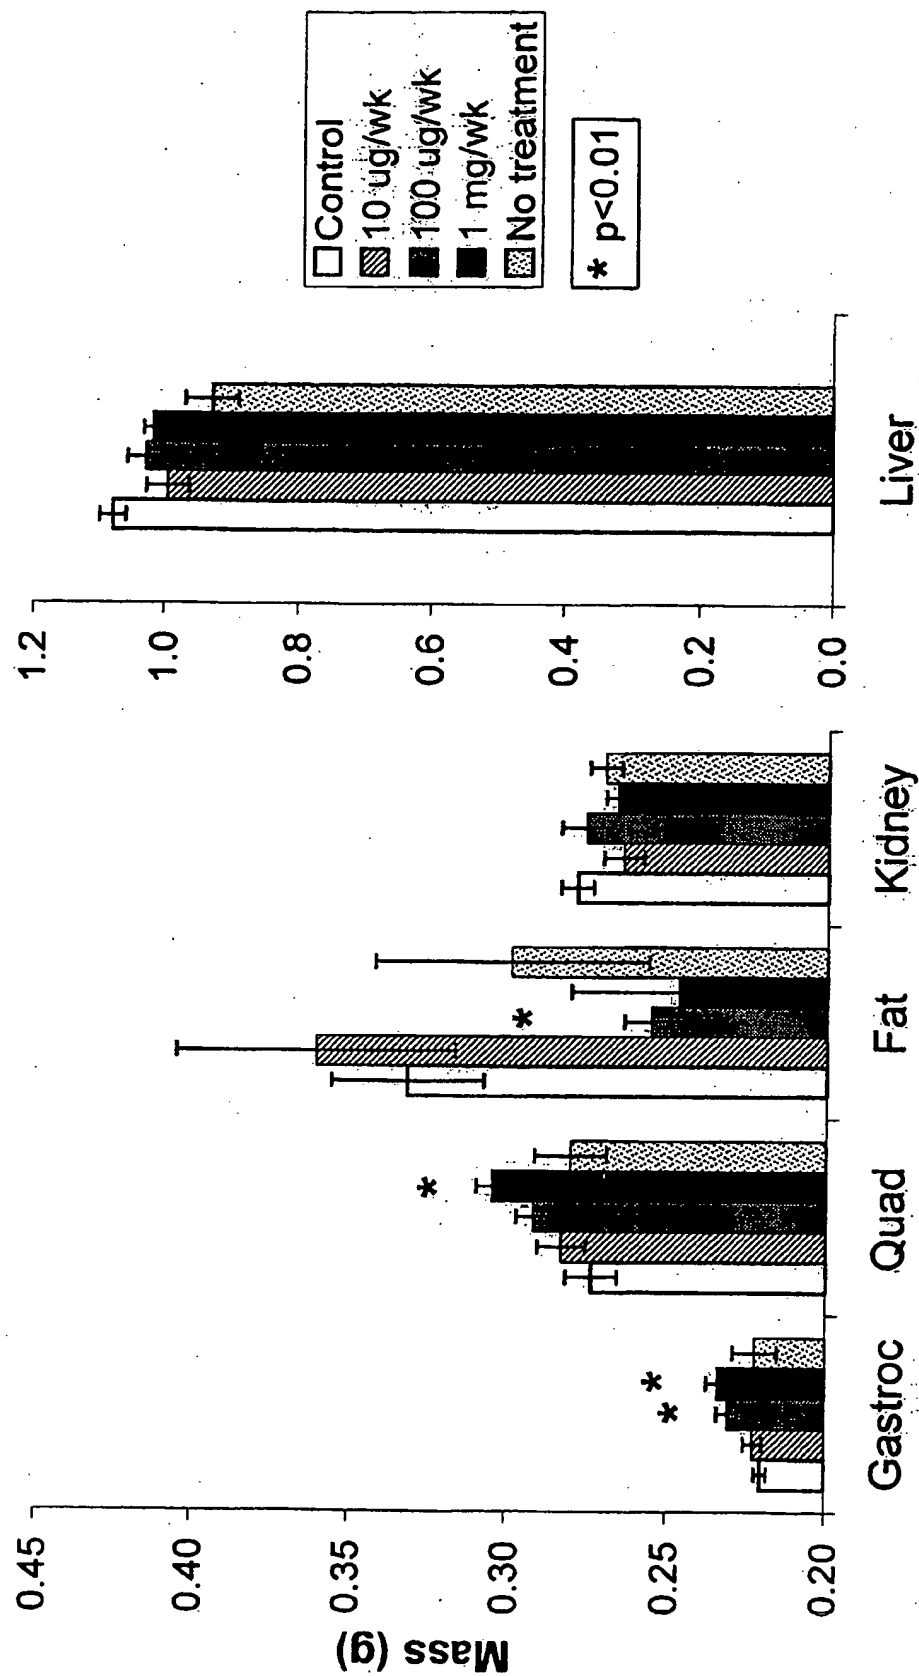 Mass (g)
0.45
0.40
0.35
0.30
0.25
0.20
*
*
*
*
Gastroc
Quad
Fat
Kidney
1.2
1.0
0.8
0.6
0.4
0.2
0.0
Liver
Control
10 ug/wk
100 ug/wk
1 mg/wk
No treatment
* p<0.01